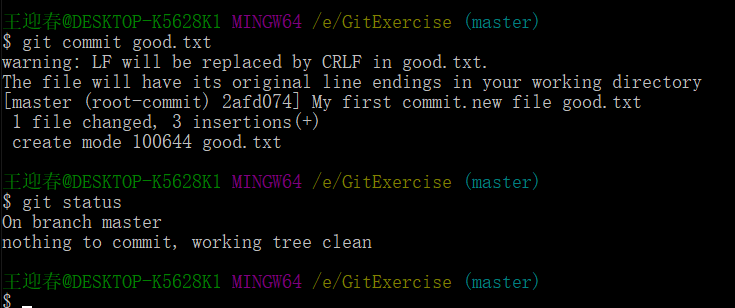 王迎春@DESKTOP-K5628K1 MINGW64 /e/GitExercise (master)
$ git commit good.txt
warning: LF will be replaced by CRLF in good.txt.
The file will have its original line endings in your working directory
[master (root-commit) 2afd074] My first commit.new file good.txt
 1 file changed, 3 insertions(+)
 create mode 100644 good.txt
王迎春@DESKTOP-K5628K1 MINGW64 /e/GitExercise (master)
$ git status
On branch master
nothing to commit, working tree clean
王迎春@DESKTOP-K5628K1 MINGW64 /e/GitExercise (master)
$